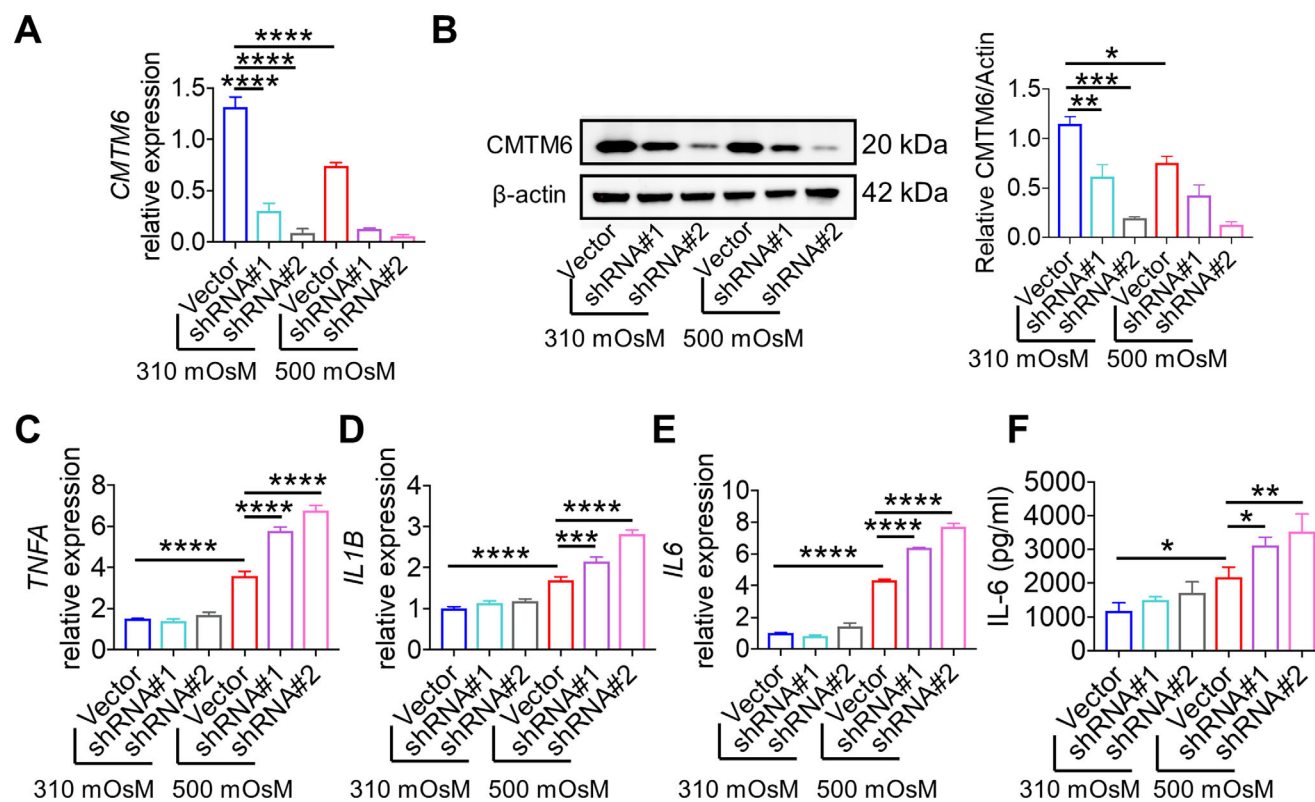 A
CMTM6
relative expression
1.5
1.0
0.5
0.0
****
****
****
Vector
shRNA#1
shRNA#2
Vector
shRNA#1
shRNA#2
310 mOsM
500 mOsM
B
CMTM6
20 kDa
β-actin
42 kDa
Vector
shRNA#1
shRNA#2
Vector
shRNA#1
shRNA#2
310 mOsM
500 mOsM
Relative CMTM6/Actin
1.5
1.0
0.5
0.0
*
***
**
Vector
shRNA#1
shRNA#2
Vector
shRNA#1
shRNA#2
310 mOsM
500 mOsM
C
TNFA
relative expression
8
6
4
2
0
****
****
****
Vector
shRNA#1
shRNA#2
Vector
shRNA#1
shRNA#2
310 mOsM
500 mOsM
D
IL1B
relative expression
4
3
2
1
0
****
***
****
Vector
shRNA#1
shRNA#2
Vector
shRNA#1
shRNA#2
310 mOsM
500 mOsM
E
IL6
relative expression
10
8
6
4
2
0
****
****
****
Vector
shRNA#1
shRNA#2
Vector
shRNA#1
shRNA#2
310 mOsM
500 mOsM
F
IL-6 (pg/ml)
5000
4000
3000
2000
1000
0
**
*
*
Vector
shRNA#1
shRNA#2
Vector
shRNA#1
shRNA#2
310 mOsM
500 mOsM